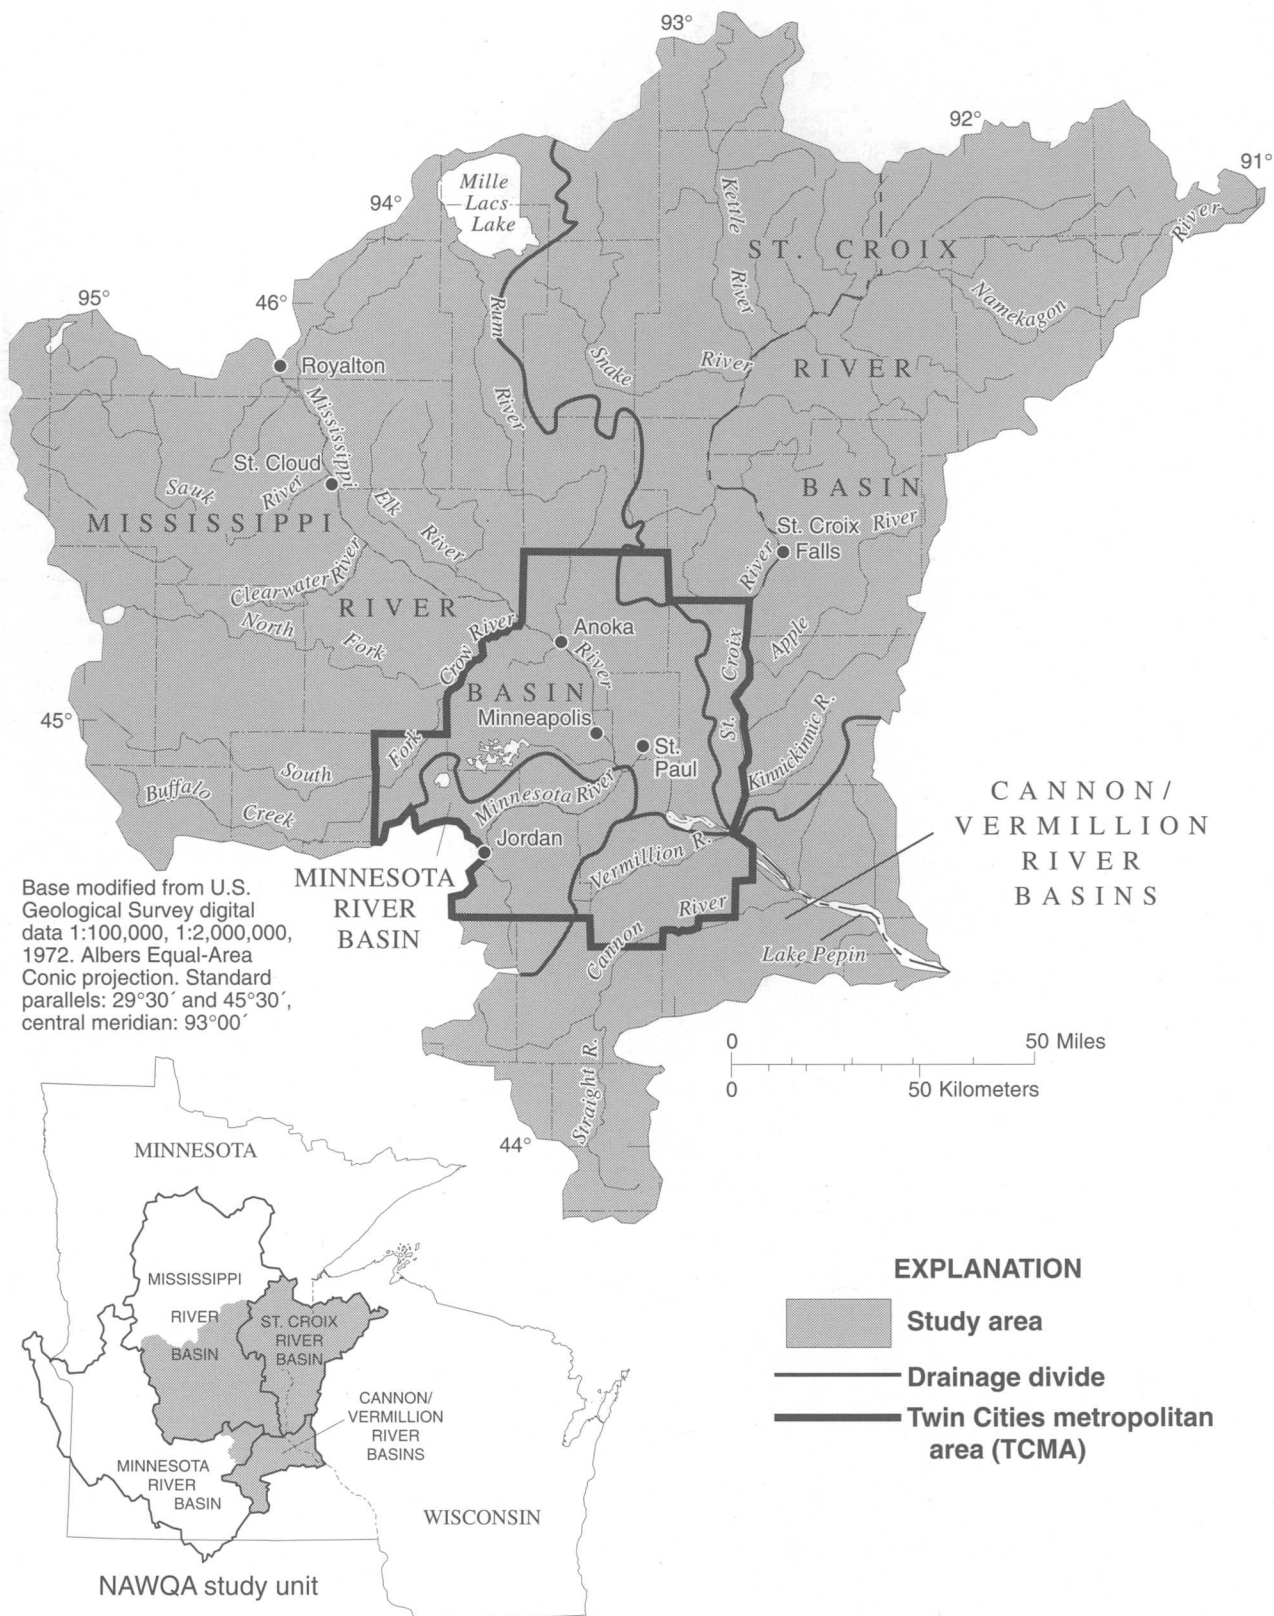 93°
92°
91°
94°
95°
46°
45°
44°
Mille
Lacs
Lake
Kettle
River
ST. CROIX
River
Namekagon
Rum
River
Snake
River
RIVER
Royalton
Mississippi
St. Cloud
Sauk
River
Elk
River
BASIN
MISSISSIPPI
St. Croix
Falls
River
River
Clearwater River
RIVER
North
Fork
Crow River
Anoka
River
St.
Croix
Apple
BASIN
Minneapolis
St.
Paul
Kinnickinnic R.
South
Fork
Buffalo
Creek
Minnesota River
Jordan
Vermillion R.
CANNON/
VERMILLION
RIVER
BASINS
MINNESOTA
RIVER
BASIN
Cannon
River
Lake Pepin
Straight R.
Base modified from U.S.
Geological Survey digital
data 1:100,000, 1:2,000,000,
1972. Albers Equal-Area
Conic projection. Standard
parallels: 29°30´ and 45°30´,
central meridian: 93°00´
0
50 Miles
0
50 Kilometers
MINNESOTA
MISSISSIPPI
RIVER
BASIN
ST. CROIX
RIVER
BASIN
CANNON/
VERMILLION
RIVER
BASINS
MINNESOTA
RIVER
BASIN
WISCONSIN
NAWQA study unit
EXPLANATION
Study area
Drainage divide
Twin Cities metropolitan
area (TCMA)